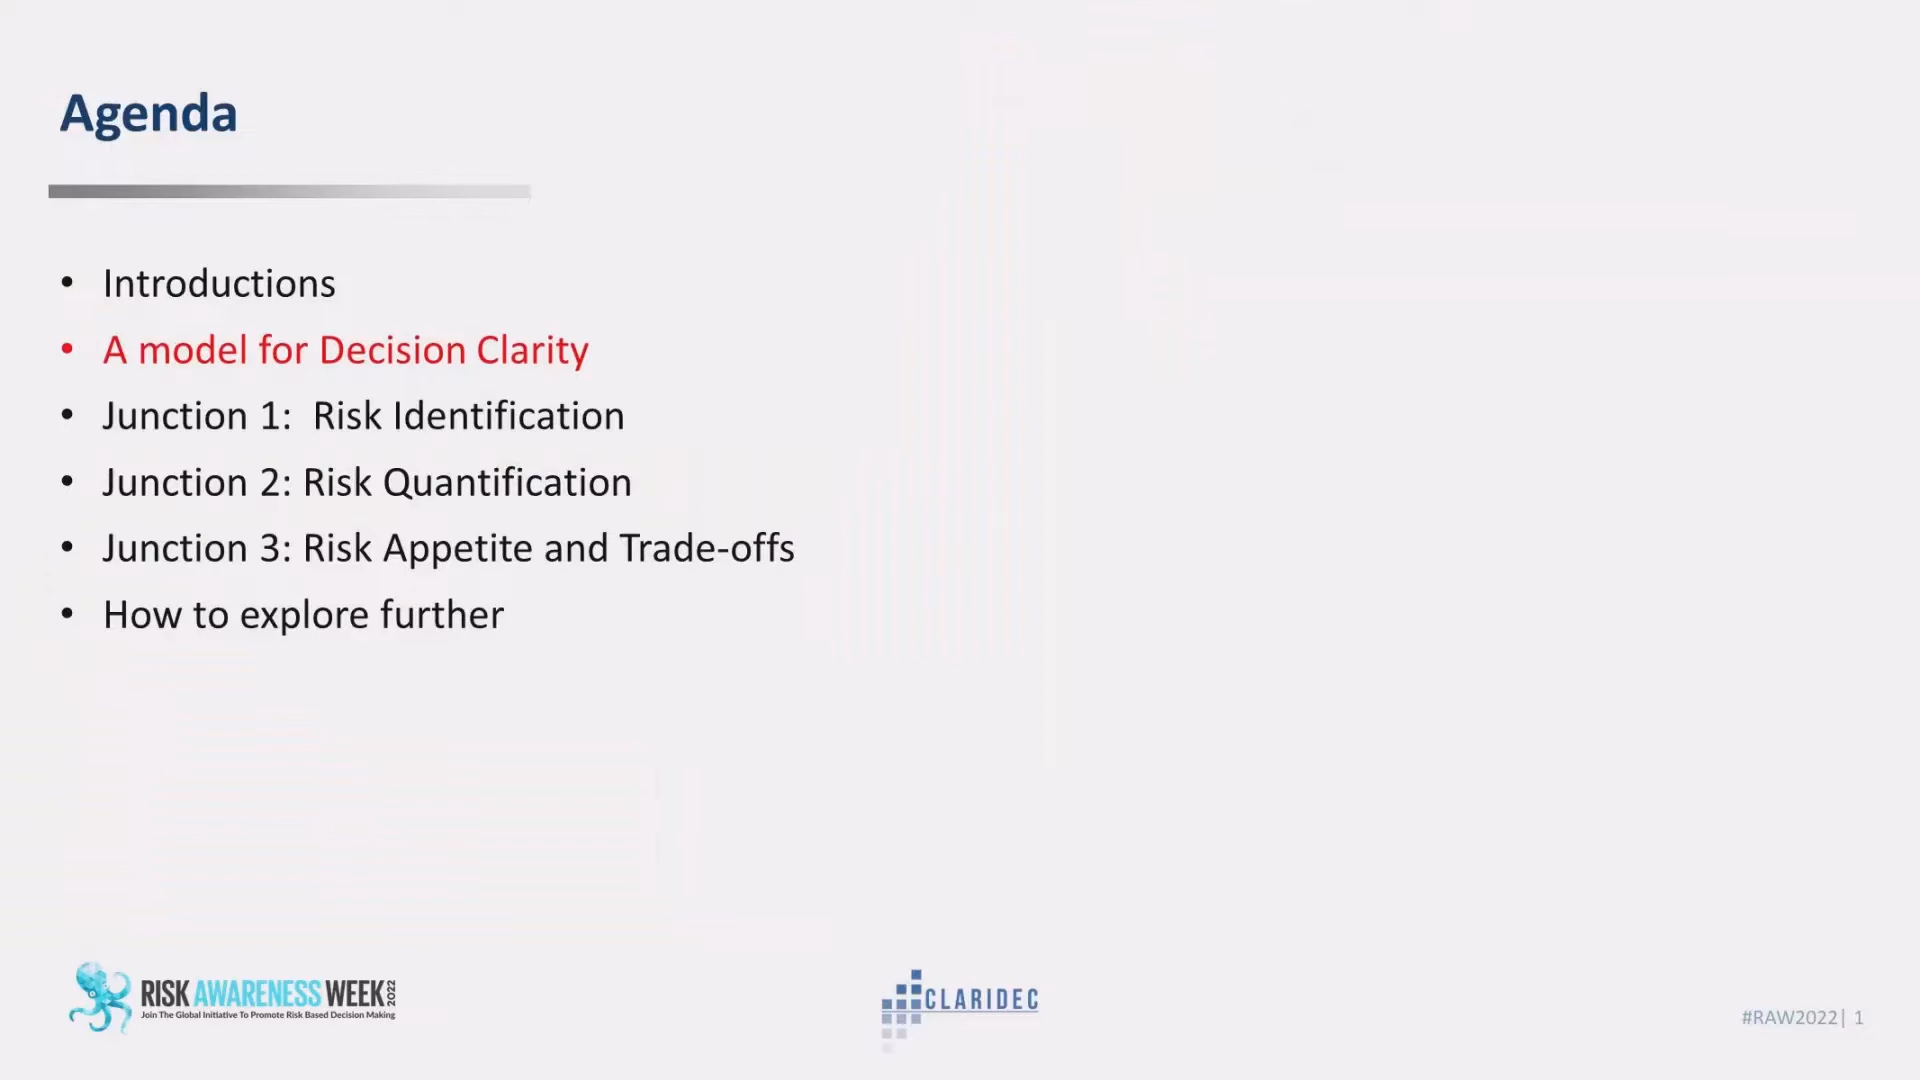 Agenda
• Introductions
• A model for Decision Clarity
• Junction 1:  Risk Identification
• Junction 2: Risk Quantification
• Junction 3: Risk Appetite and Trade-offs
• How to explore further
RISK AWARENESS WEEK 2022
Join The Global Initiative To Promote Risk Based Decision Making
CLARIDEC
#RAW2022| 1